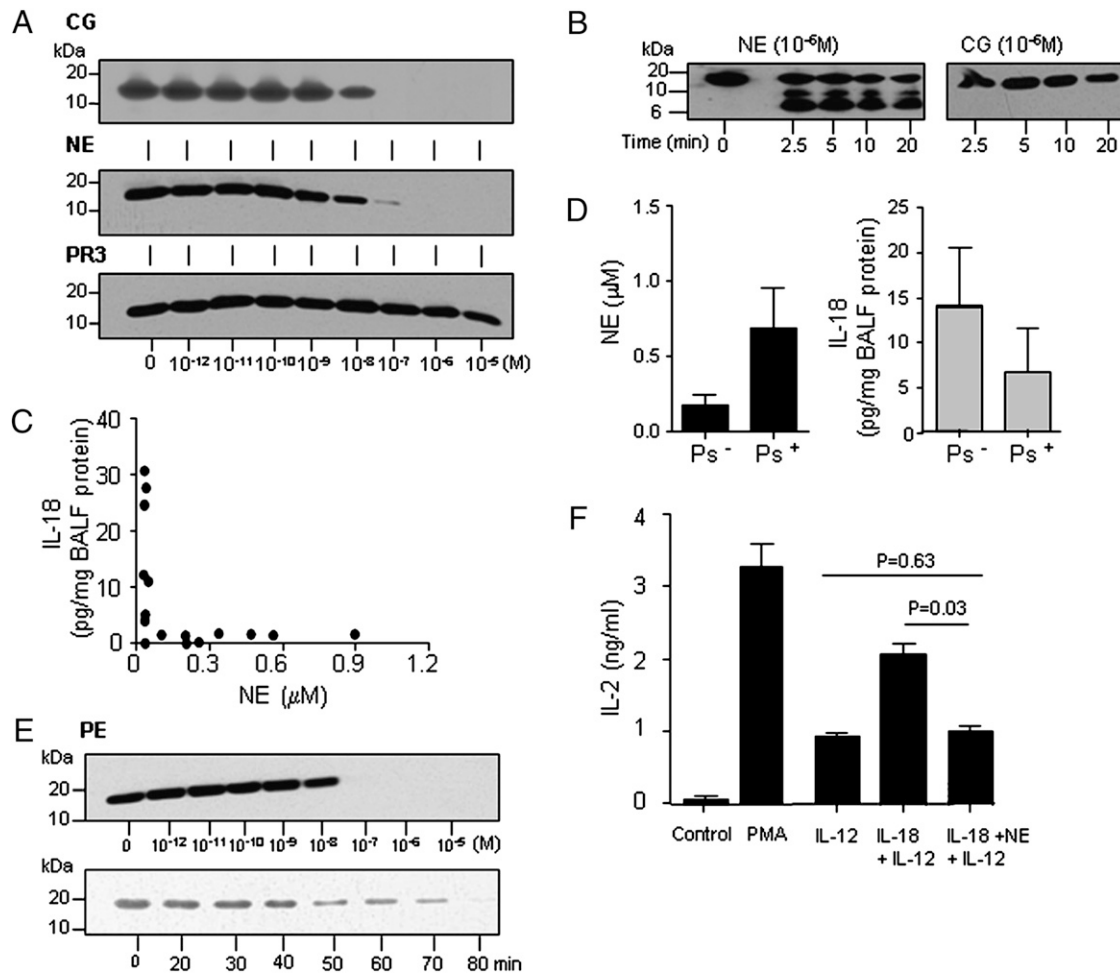 A
CG
kDa
20
10
NE
20
10
PR3
20
10
0 10-12 10-11 10-10 10-9 10-8 10-7 10-6 10-5 (M)
B
NE (10-6M) CG (10-6M)
kDa
20
10
6
Time (min) 0 2.5 5 10 20 2.5 5 10 20
C
IL-18
(pg/mg BALF protein)
40
30
20
10
0
0 0.3 0.6 0.9 1.2
NE (μM)
D
NE (μM)
1.5
1.0
0.5
0.0
Ps - Ps +
IL-18
(pg/mg BALF protein)
25
20
15
10
5
0
Ps - Ps +
E
PE
kDa
20
10
0 10-12 10-11 10-10 10-9 10-8 10-7 10-6 10-5 (M)
20
10
0 20 30 40 50 60 70 80 min
F
IL-2 (ng/ml)
4
3
2
1
0
P=0.63
P=0.03
Control PMA IL-12 IL-18 IL-18 +NE
+ IL-12 + IL-12